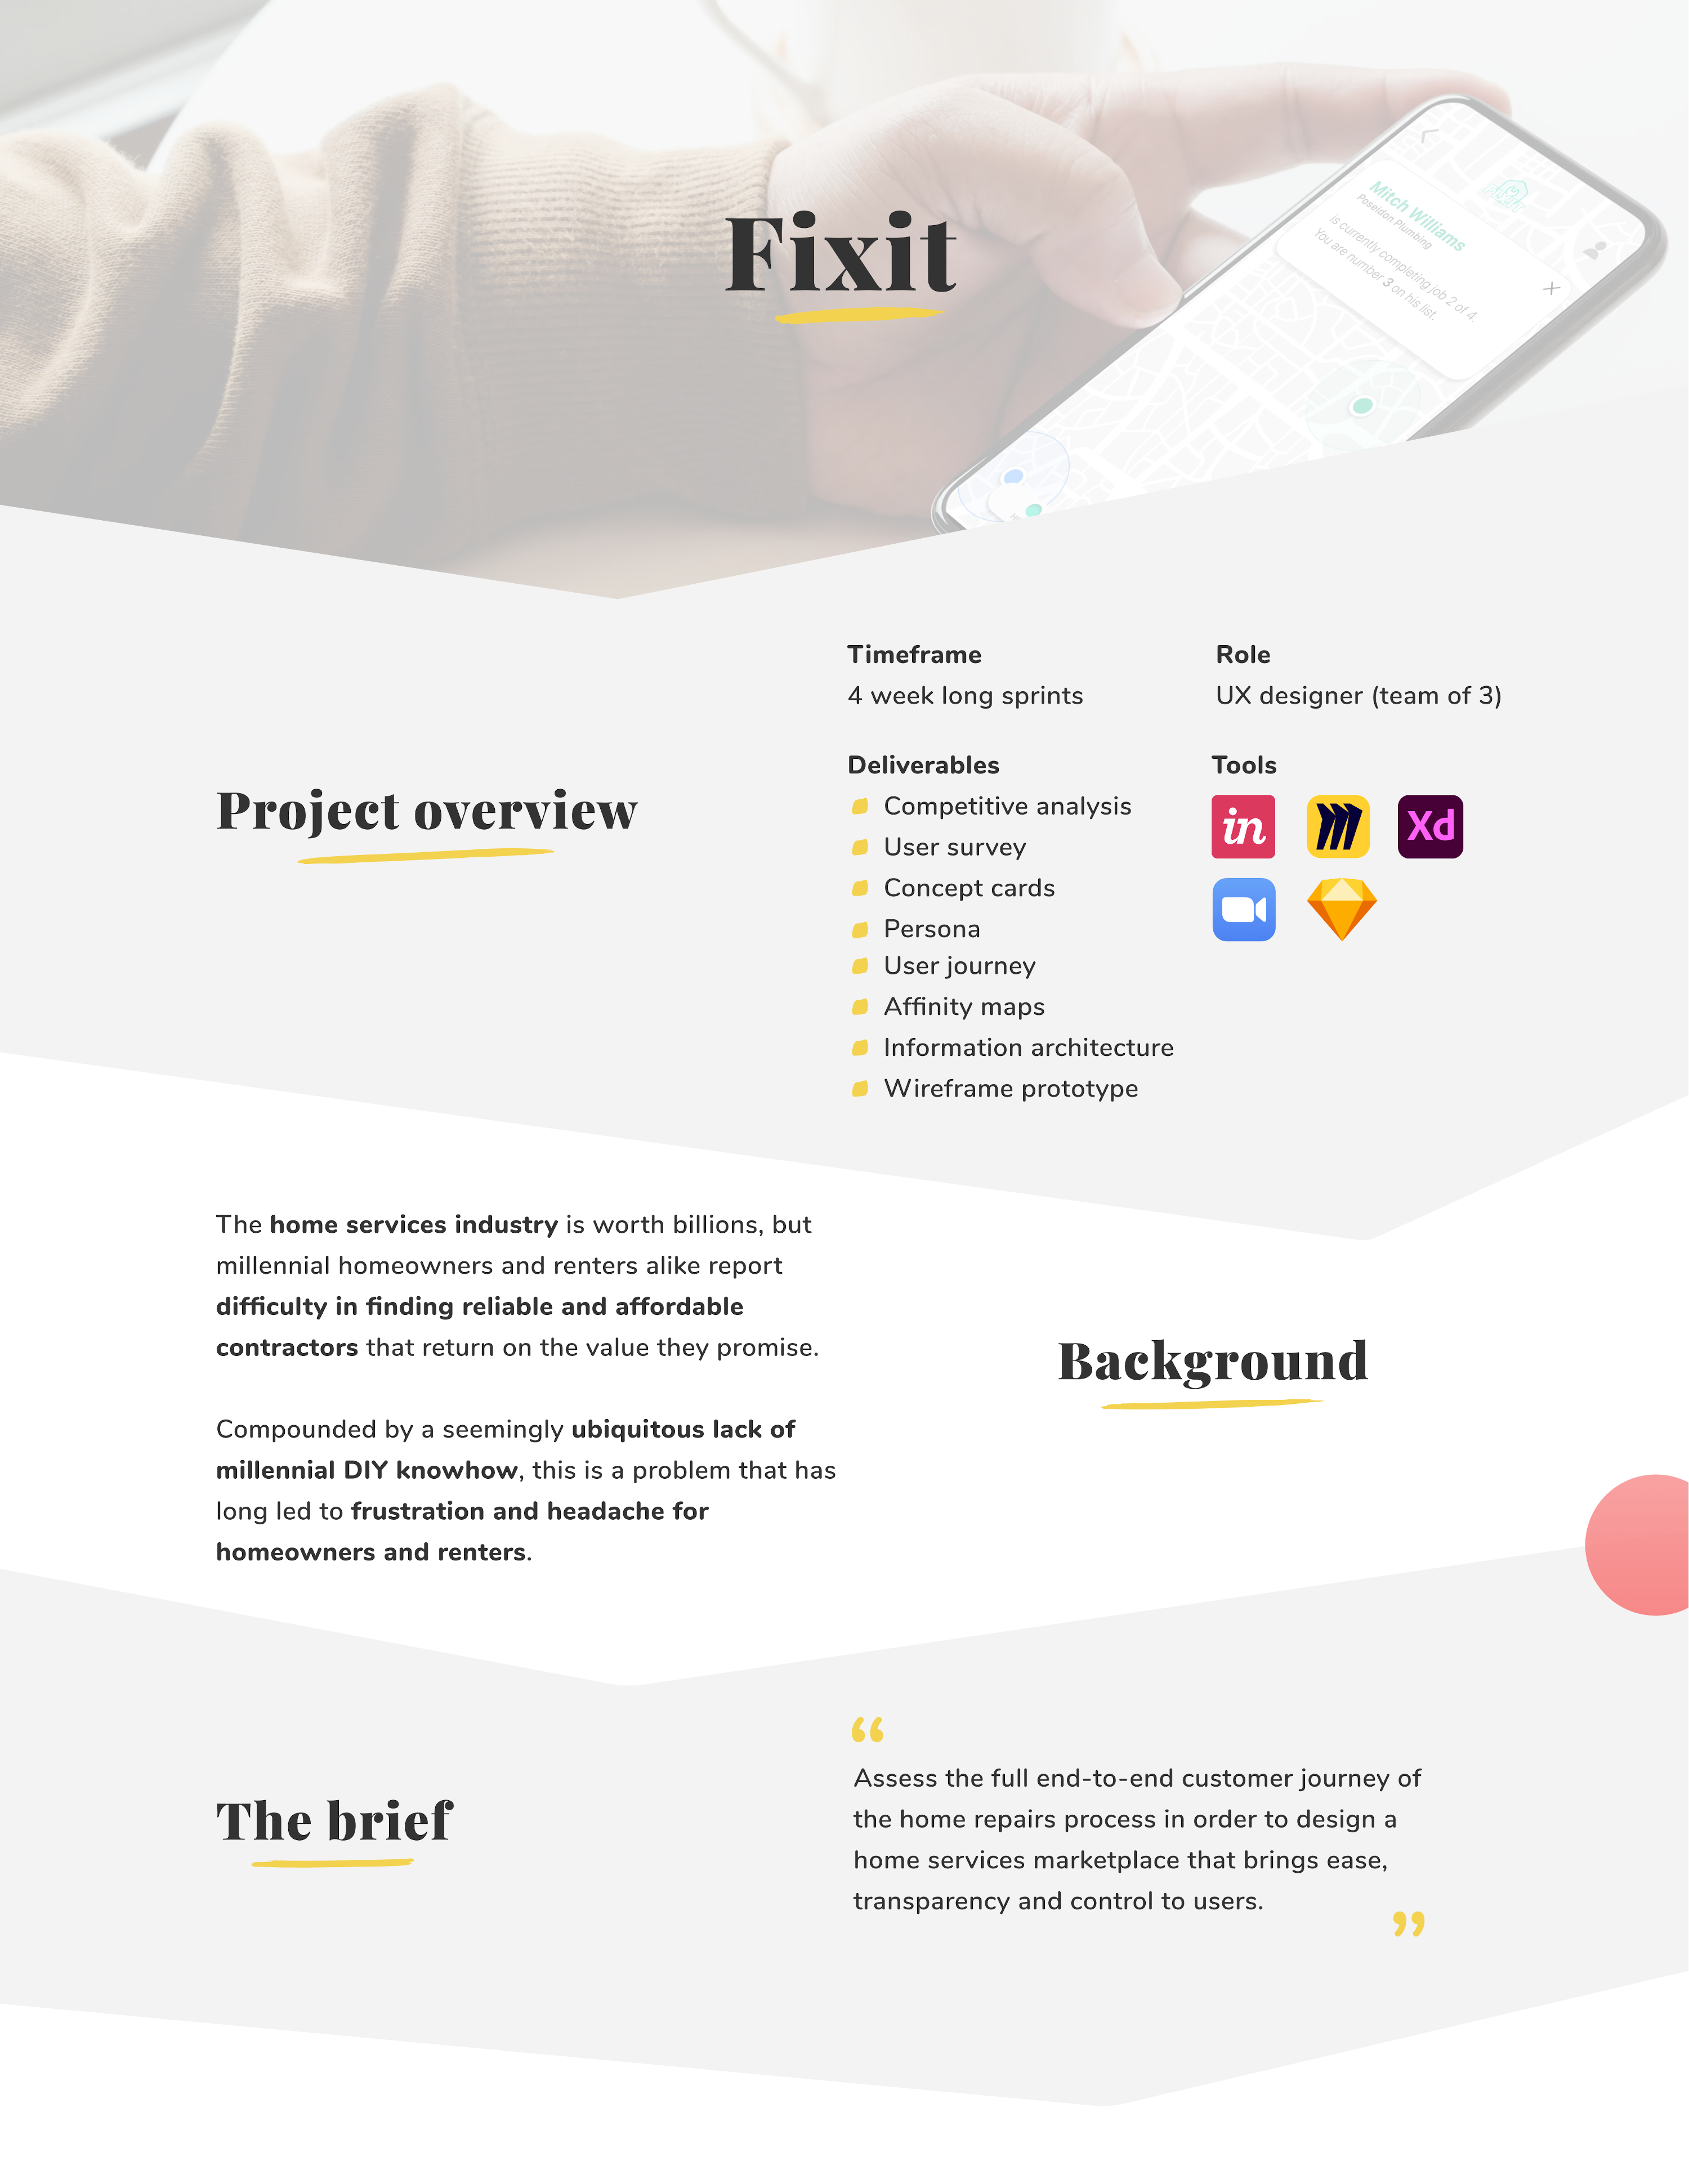 Fixit
Mitch Williams
Poseidon Plumbing
is currently completing job 2 of 4.
You are number 3 on his list.
Project overview
Timeframe
4 week long sprints
Role
UX designer (team of 3)
Deliverables
Competitive analysis
User survey
Concept cards
Persona
User journey
Affinity maps
Information architecture
Wireframe prototype
Tools
in
Xd
The home services industry is worth billions, but
millennial homeowners and renters alike report
difficulty in finding reliable and affordable
contractors that return on the value they promise.
Compounded by a seemingly ubiquitous lack of
millennial DIY knowhow, this is a problem that has
long led to frustration and headache for
homeowners and renters.
Background
The brief
“
Assess the full end-to-end customer journey of
the home repairs process in order to design a
home services marketplace that brings ease,
transparency and control to users.
”